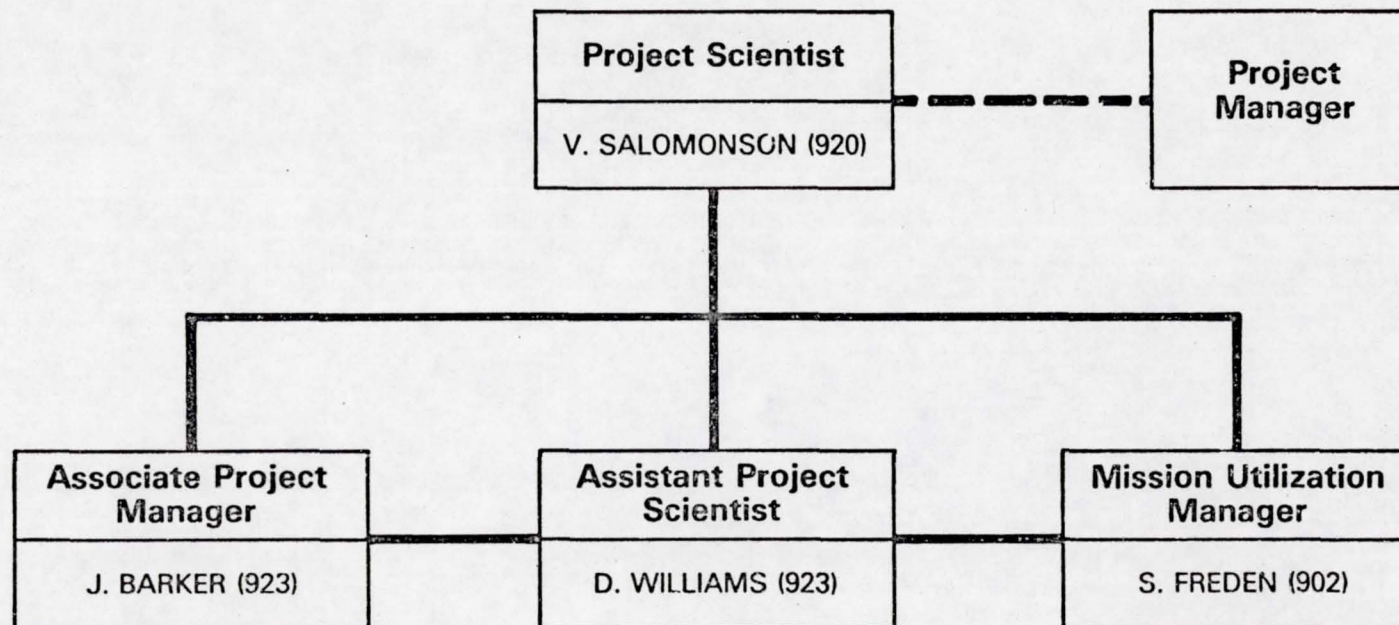 Project Scientist
V. SALOMONSON (920)
Project
Manager
Associate Project
Manager
J. BARKER (923)
Assistant Project
Scientist
D. WILLIAMS (923)
Mission Utilization
Manager
S. FREDEN (902)